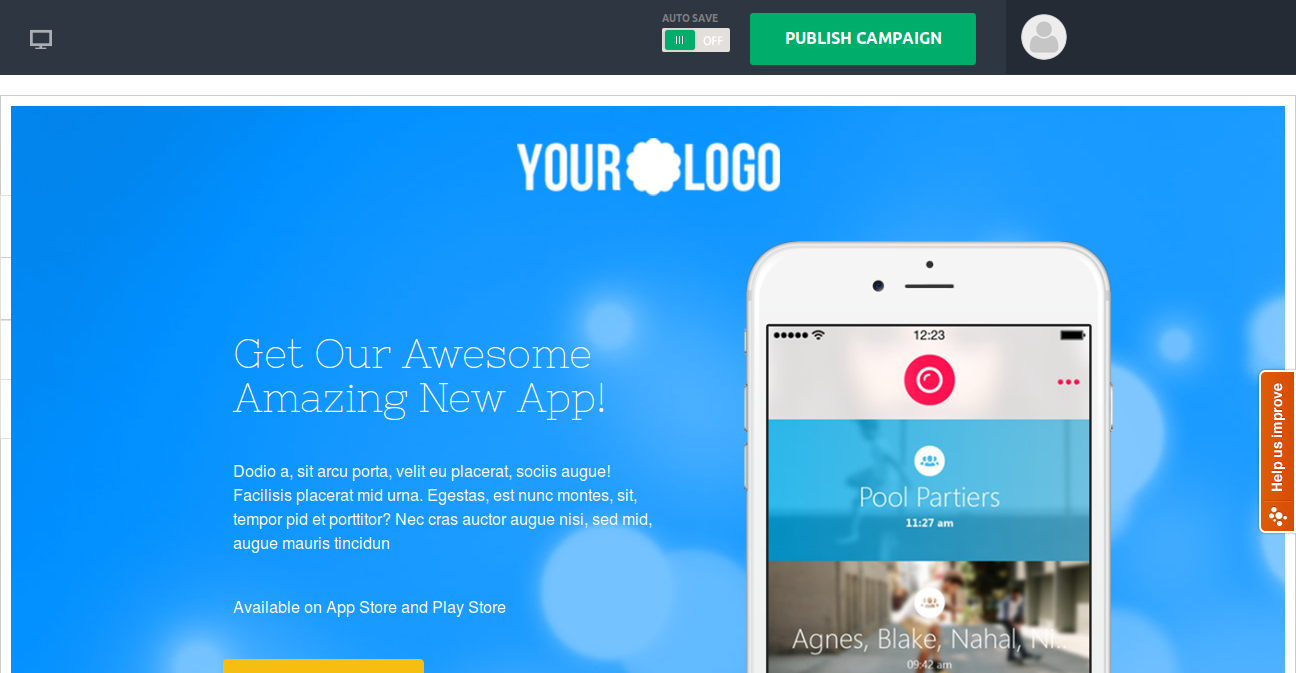 AUTO SAVE
OFF
PUBLISH CAMPAIGN
YOUR LOGO
12:23
Get Our Awesome
Amazing New App!
Dodio a, sit arcu porta, velit eu placerat, sociis augue!
Facilisis placerat mid urna. Egestas, est nunc montes, sit,
tempor pid et porttitor? Nec cras auctor augue nisi, sed mid,
augue mauris tincidun
Available on App Store and Play Store
Pool Partiers
11:27 am
Agnes, Blake, Nahal, Ni..
09:42 am
Help us improve